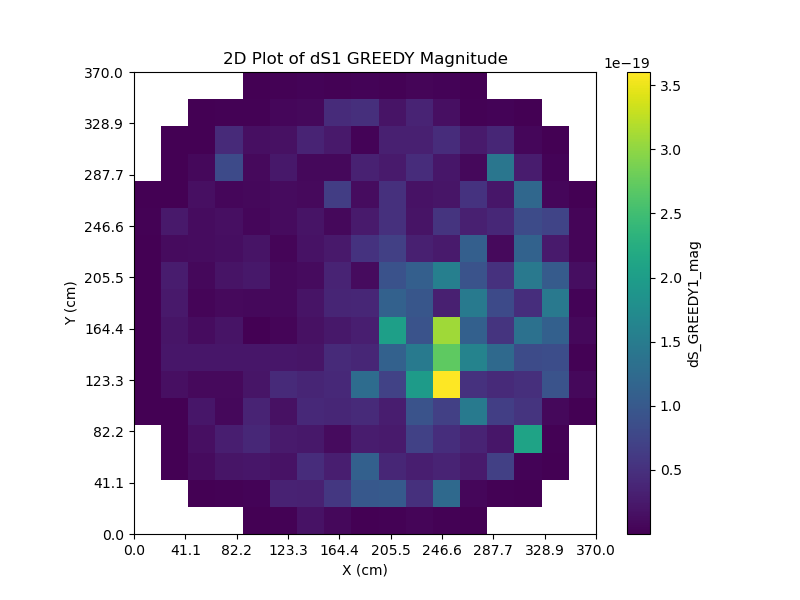 2D Plot of dS1 GREEDY Magnitude
1e−19
370.0
328.9
287.7
246.6
205.5
164.4
123.3
82.2
41.1
0.0
Y (cm)
0.0 41.1 82.2 123.3 164.4 205.5 246.6 287.7 328.9 370.0
X (cm)
3.5
3.0
2.5
2.0
1.5
1.0
0.5
dS_GREEDY1_mag